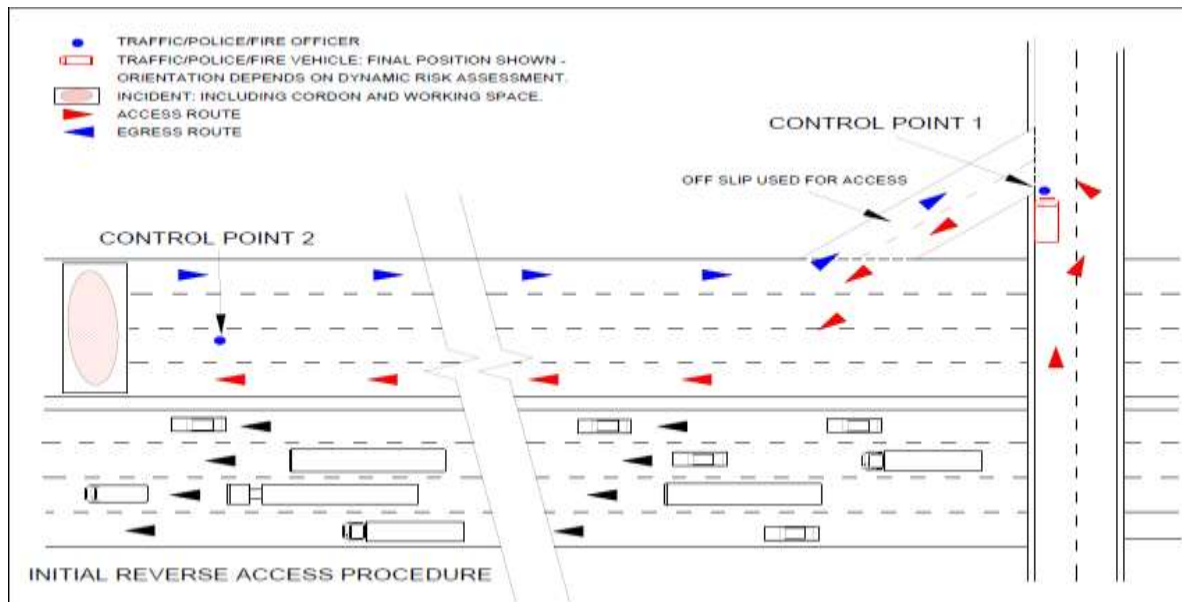 TRAFFIC/POLICE/FIRE OFFICER
TRAFFIC/POLICE/FIRE VEHICLE: FINAL POSITION SHOWN -
ORIENTATION DEPENDS ON DYNAMIC RISK ASSESSMENT.
INCIDENT: INCLUDING CORDON AND WORKING SPACE.
ACCESS ROUTE
EGRESS ROUTE
CONTROL POINT 1
OFF SLIP USED FOR ACCESS
CONTROL POINT 2
INITIAL REVERSE ACCESS PROCEDURE